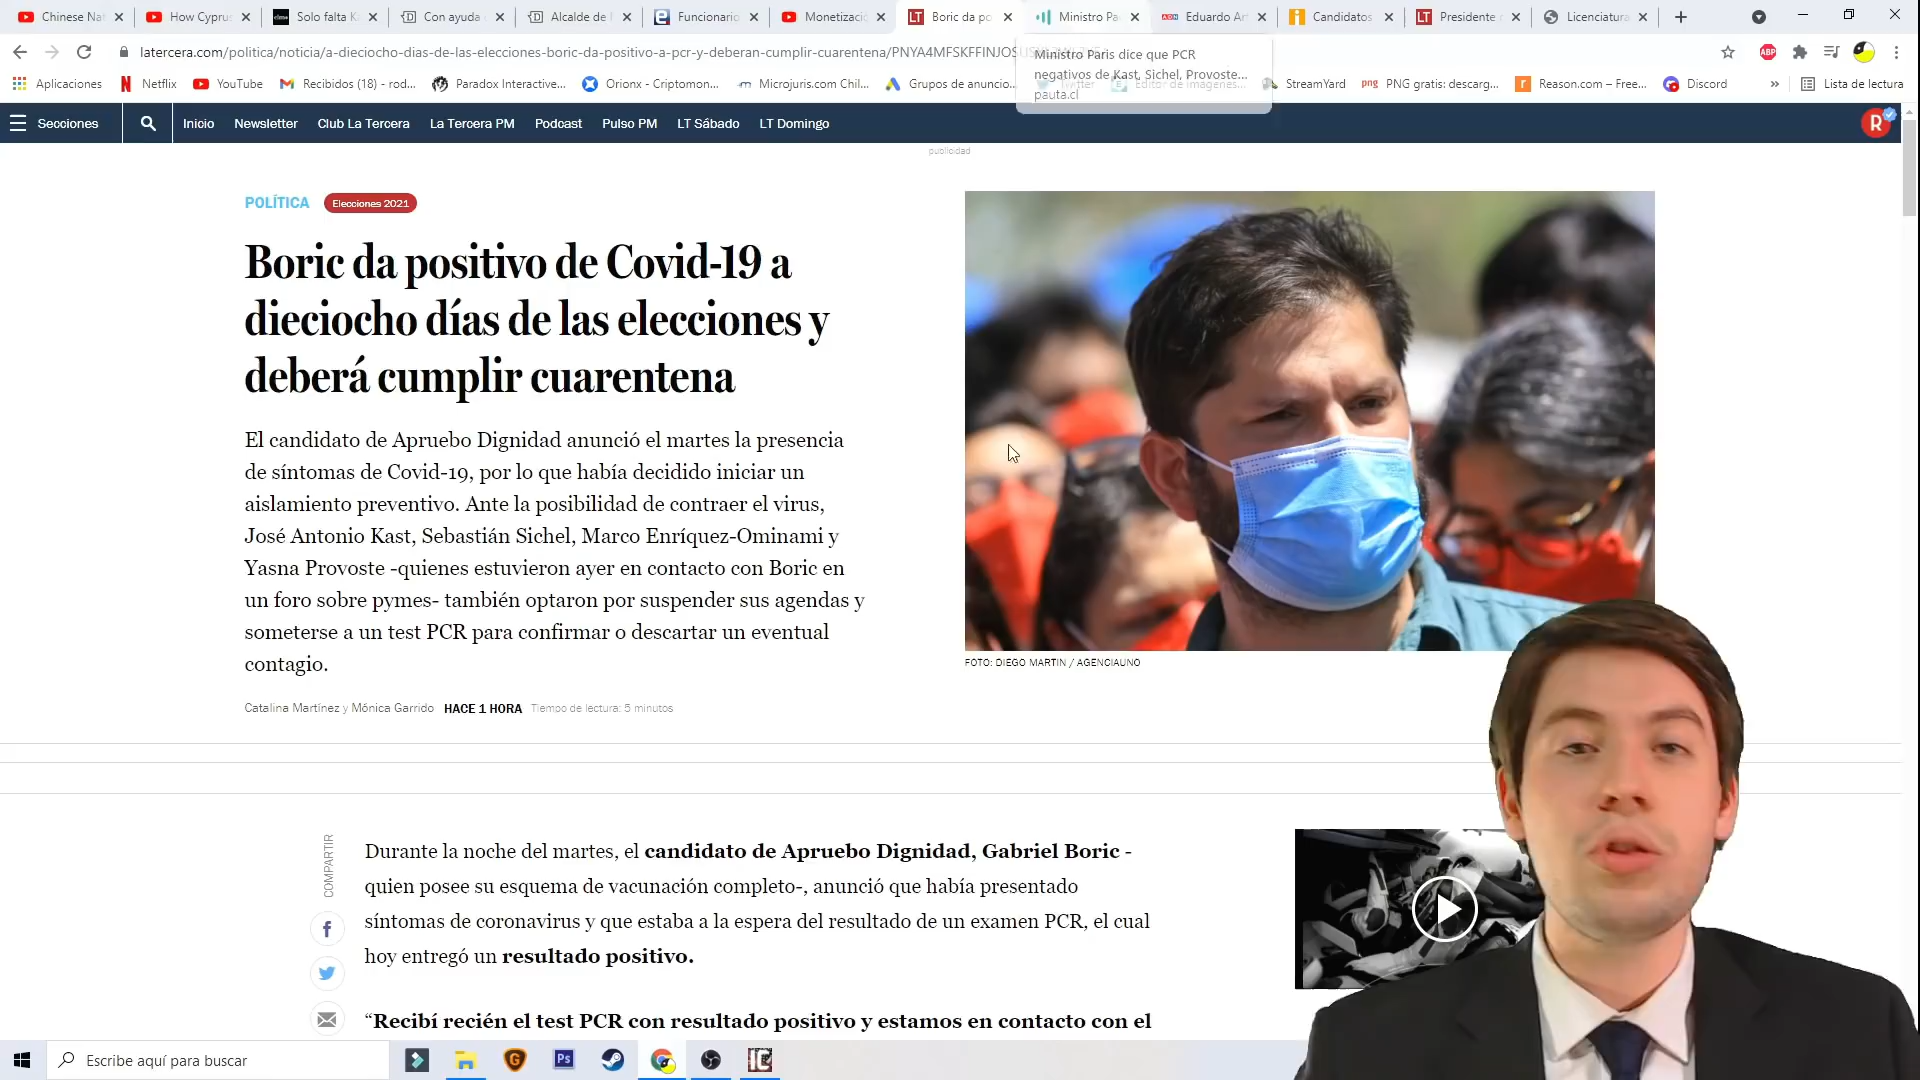 Chinese Nat
How Cyprus
Solo falta K
Con ayuda
Alcalde de
Funcionario
Monetizació
Boric da po
Ministro Pa
Eduardo Art
Candidatos
Presidente
Licenciatura
latercera.com/politica/noticia/a-dieciocho-dias-de-las-elecciones-boric-da-positivo-a-pcr-y-deberan-cumplir-cuarentena/PNYA4MFSKFFINJOS
Ministro Paris dice que PCR
negativos de Kast, Sichel, Provoste...
pauta.cl
Aplicaciones
Netflix
YouTube
Recibidos (18) - rod...
Paradox Interactive...
Orionx - Criptomon...
Microjuris.com Chil...
Grupos de anuncio...
Twitter
Editor de imágenes...
StreamYard
PNG gratis: descarg...
Reason.com – Free...
Discord
»
Lista de lectura
Secciones
Inicio
Newsletter
Club La Tercera
La Tercera PM
Podcast
Pulso PM
LT Sábado
LT Domingo
R
publicidad
POLÍTICA
Elecciones 2021
Boric da positivo de Covid-19 a
dieciocho días de las elecciones y
deberá cumplir cuarentena
El candidato de Apruebo Dignidad anunció el martes la presencia
de síntomas de Covid-19, por lo que había decidido iniciar un
aislamiento preventivo. Ante la posibilidad de contraer el virus,
José Antonio Kast, Sebastián Sichel, Marco Enríquez-Ominami y
Yasna Provoste -quienes estuvieron ayer en contacto con Boric en
un foro sobre pymes- también optaron por suspender sus agendas y
someterse a un test PCR para confirmar o descartar un eventual
contagio.
FOTO: DIEGO MARTIN / AGENCIAUNO
Catalina Martínez y Mónica Garrido HACE 1 HORA Tiempo de lectura: 5 minutos
COMPARTIR
Durante la noche del martes, el candidato de Apruebo Dignidad, Gabriel Boric -
quien posee su esquema de vacunación completo-, anunció que había presentado
síntomas de coronavirus y que estaba a la espera del resultado de un examen PCR, el cual
hoy entregó un resultado positivo.
“Recibí recién el test PCR con resultado positivo y estamos en contacto con el
Escribe aquí para buscar